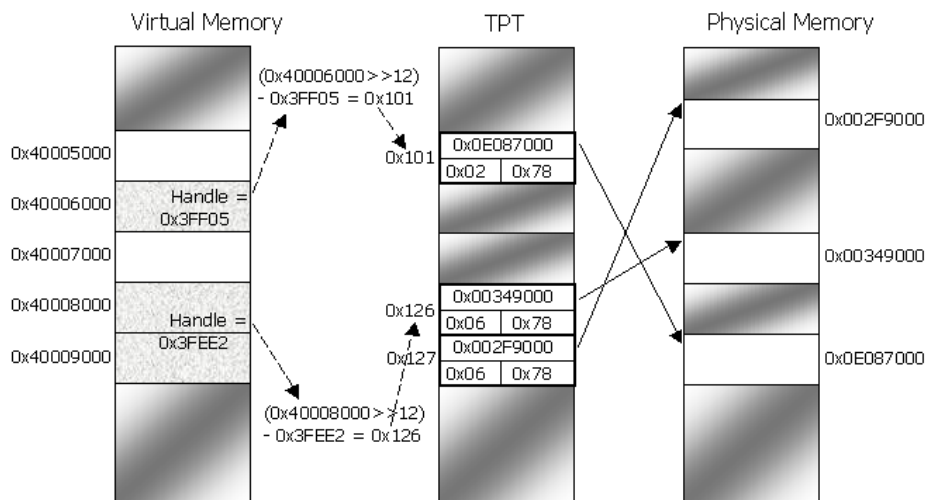 Virtual Memory
TPT
Physical Memory
(0x40006000>>12)
- 0x3FF05 = 0x101
0x40005000
0x40006000
0x40007000
0x40008000
0x40009000
Handle =
0x3FF05
Handle =
0x3FEE2
(0x40008000>>12)
- 0x3FEE2 = 0x126
0x101
0x0E087000
0x02 0x78
0x126
0x00349000
0x06 0x78
0x127
0x002F9000
0x06 0x78
0x002F9000
0x00349000
0x0E087000